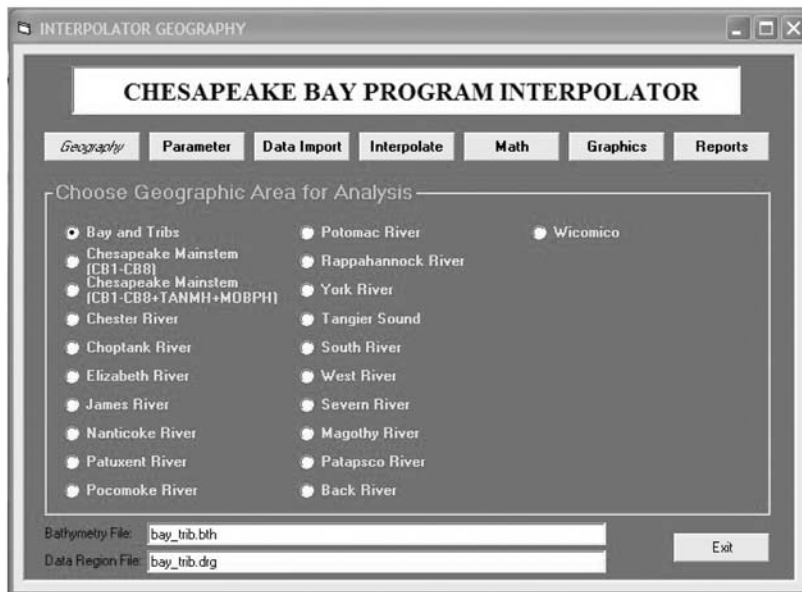 INTERPOLATOR GEOGRAPHY
CHESAPEAKE BAY PROGRAM INTERPOLATOR
Geography Parameter Data Import Interpolate Math Graphics Reports
Choose Geographic Area for Analysis
Bay and Tribs
Chesapeake Mainstem
(CB1-CB8)
Chesapeake Mainstem
(CB1-CB8+TANMH+MOBPH)
Chester River
Choptank River
Elizabeth River
James River
Nanticoke River
Patuxent River
Pocomoke River
Potomac River
Rappahannock River
York River
Tangier Sound
South River
West River
Severn River
Magothy River
Patapsco River
Back River
Wicomico
Bathymetry File: bay_trib.bth
Data Region File: bay_trib.drg
Exit